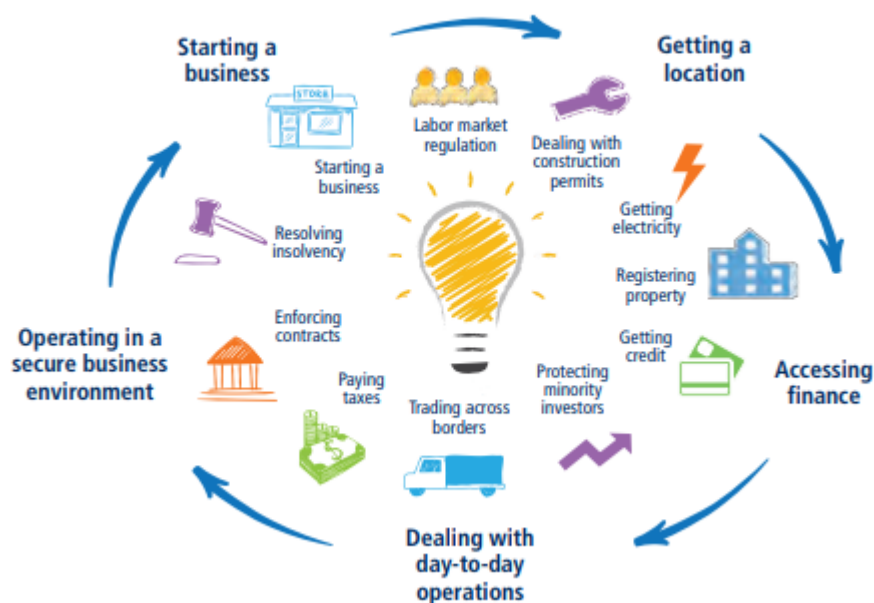 Starting a
business
Getting a
location
STORE
Labor market
regulation
Dealing with
construction
permits
Starting a
business
Getting
electricity
Resolving
insolvency
Registering
property
Enforcing
contracts
Getting
credit
Operating in a
secure business
environment
Accessing
finance
Paying
taxes
Protecting
minority
investors
Trading across
borders
$
Dealing with
day-to-day
operations